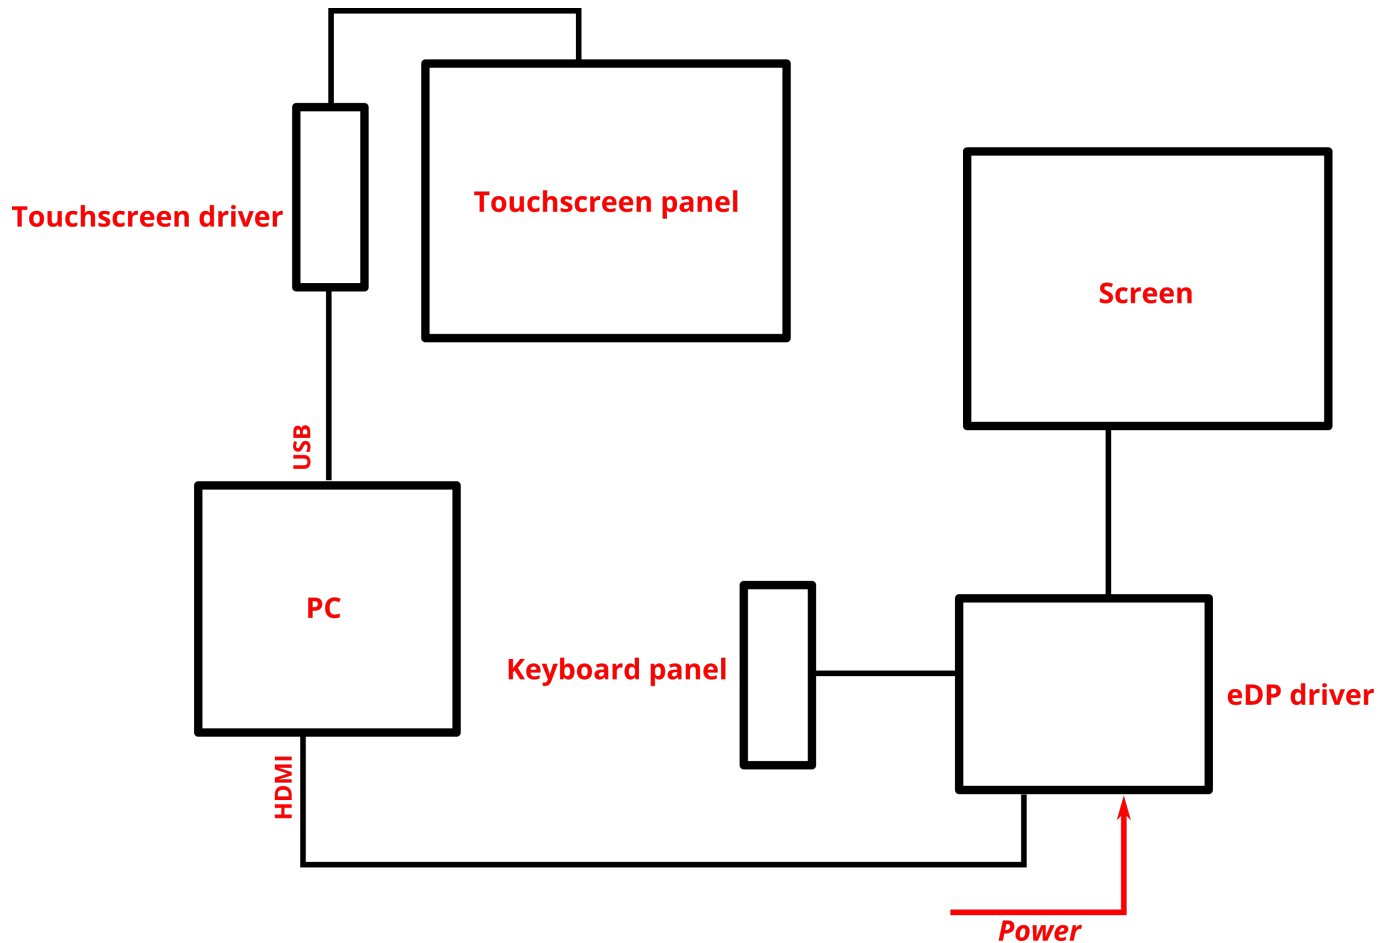 Touchscreen driver
Touchscreen panel
Screen
USB
PC
Keyboard panel
eDP driver
HDMI
Power